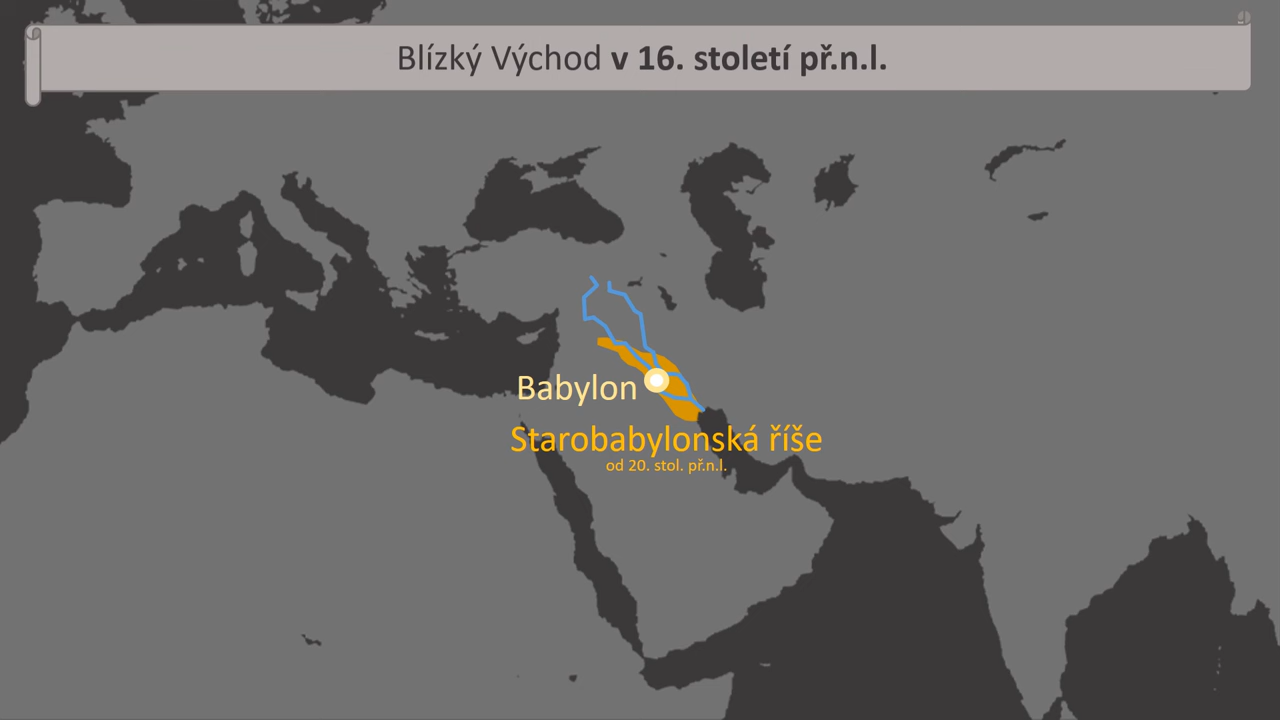 Blízký Východ v 16. století př.n.l.
Babylon
Starobabylonská říše
od 20. stol. př.n.l.